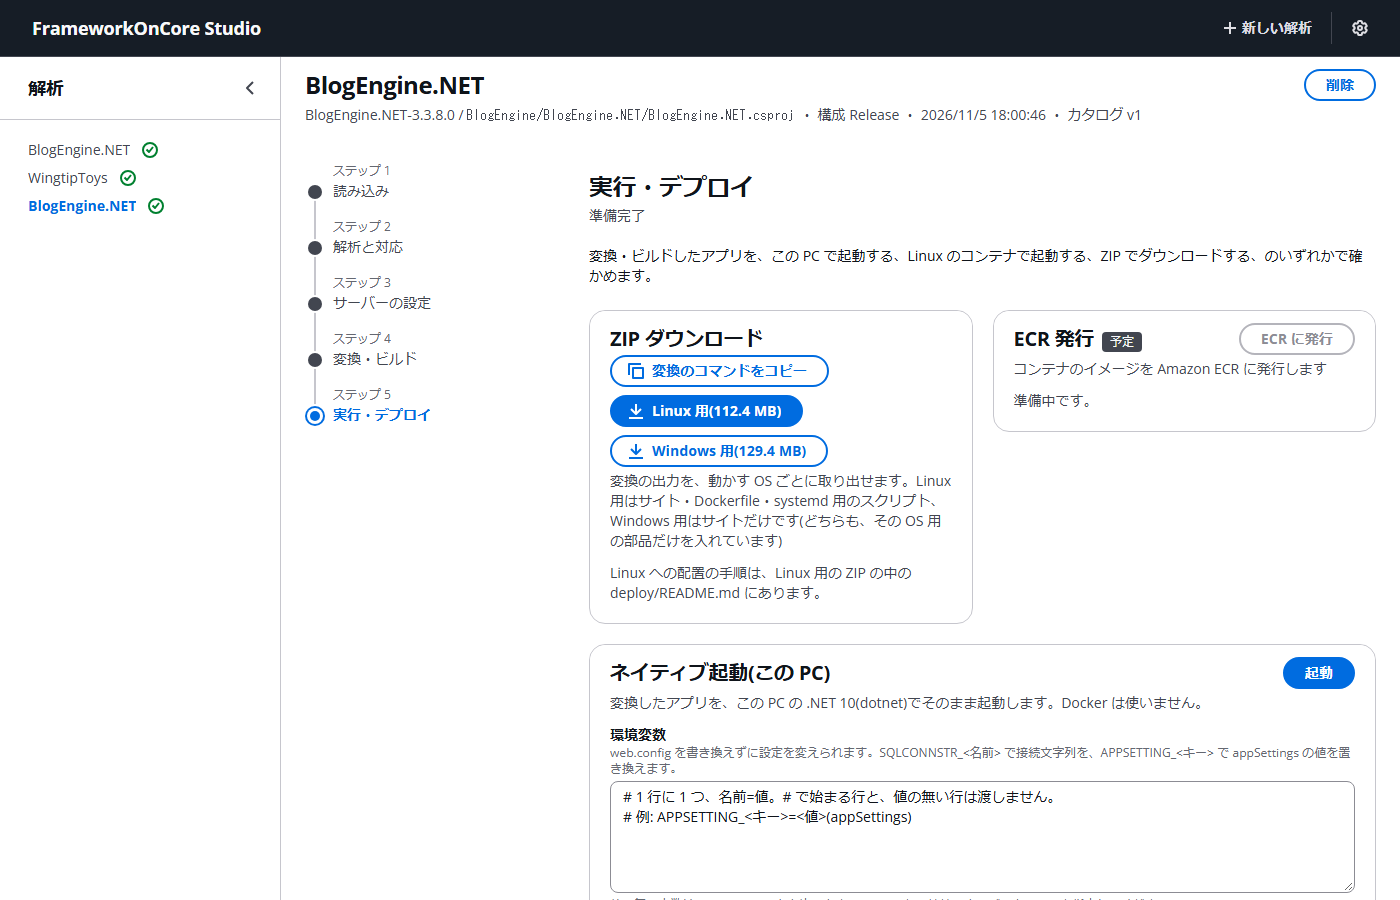 FrameworkOnCore Studio
新しい解析
解析
BlogEngine.NET
WingtipToys
BlogEngine.NET
BlogEngine.NET
削除
BlogEngine.NET-3.3.8.0 / BlogEngine/BlogEngine.NET/BlogEngine.NET.csproj ・ 構成 Release ・ 2026/11/5 18:00:46 ・ カタログ v1
ステップ 1
読み込み
ステップ 2
解析と対応
ステップ 3
サーバーの設定
ステップ 4
変換・ビルド
ステップ 5
実行・デプロイ
実行・デプロイ
準備完了
変換・ビルドしたアプリを、この PC で起動する、Linux のコンテナで起動する、ZIP でダウンロードする、のいずれかで確
かめます。
ZIP ダウンロード
変換のコマンドをコピー
Linux 用(112.4 MB)
Windows 用(129.4 MB)
変換の出力を、動かす OS ごとに取り出せます。Linux
用はサイト・Dockerfile・systemd 用のスクリプト、
Windows 用はサイトだけです(どちらも、その OS 用
の部品だけを入れています)
Linux への配置の手順は、Linux 用の ZIP の中の
deploy/README.md にあります。
ECR 発行 予定
ECR に発行
コンテナのイメージを Amazon ECR に発行します
準備中です。
ネイティブ起動(この PC)
起動
変換したアプリを、この PC の .NET 10(dotnet)でそのまま起動します。Docker は使いません。
環境変数
web.config を書き換えずに設定を変えられます。SQLCONNSTR_<名前> で接続文字列を、APPSETTING_<キー> で appSettings の値を置
き換えます。
# 1 行に 1 つ、名前=値。# で始まる行と、値の無い行は渡しません。
# 例: APPSETTING_<キー>=<値>(appSettings)